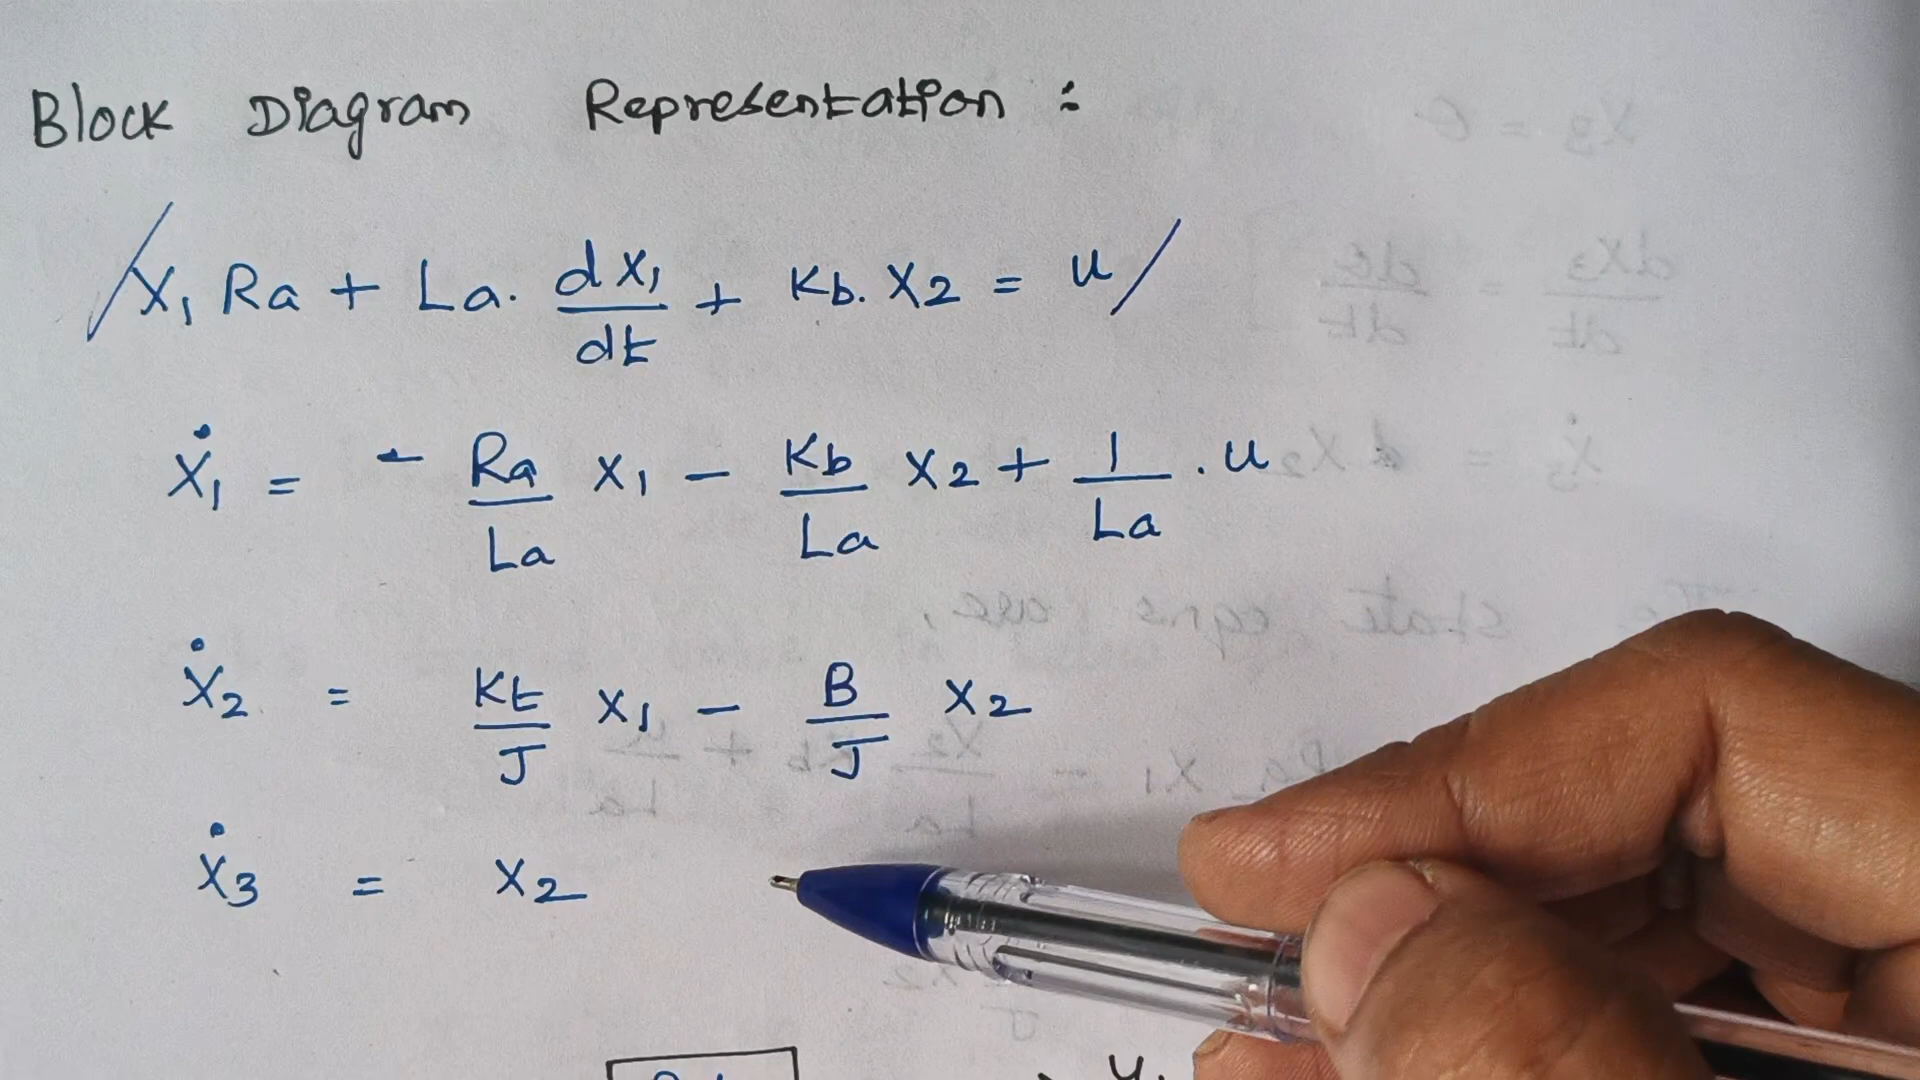 Block Diagram Representation :
/ X₁ Ra + La. dX₁/dt + Kb. X2 = u /
Ẋ₁ = - Ra/La X₁ - Kb/La X2 + 1/La . u
Ẋ2 = Kt/J X₁ - B/J X2
Ẋ3 = X2